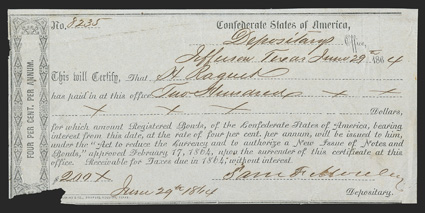 No. 8235 Confederate States of America,
Depositary's Office,
Jefferson Texas June 29th 1864
This will Certify, That H. Raguet
has paid in at this office Two Hundred × ×
× × × × Dollars,
for which amount Registered Bonds, of the Confederate States of America, bearing
interest from this date, at the rate of four per cent. per annum, will be issued to him,
under the "Act to reduce the Currency and to authorize a New Issue of Notes and
Bonds," approved February 17, 1864, upon the surrender of this certificate at this
office. Receivable for Taxes due in 1864, without interest.
$200 ×
June 29th 1864 Sam
Depositary.
FOUR PER CENT. PER ANNUM.